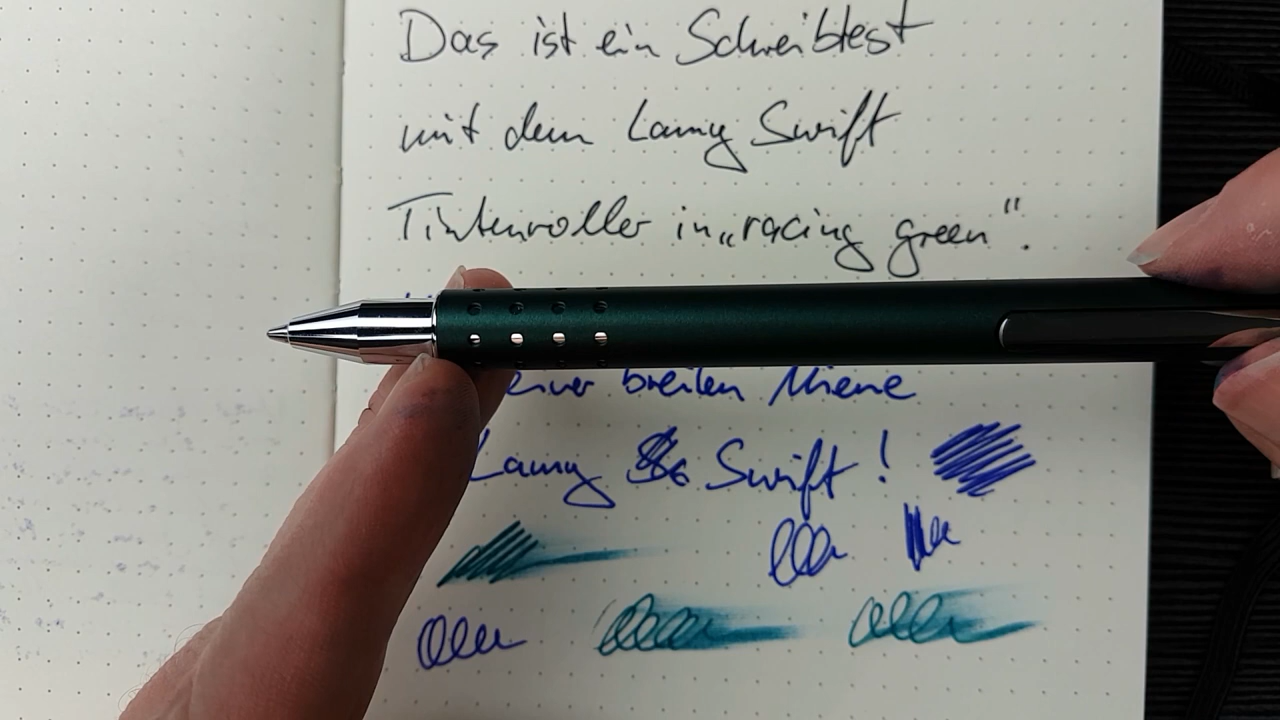 Das ist ein Schreibtest
mit dem Lamy Swift
Tintenroller in „racing green“.
breiten Miene
Lamy Swift!